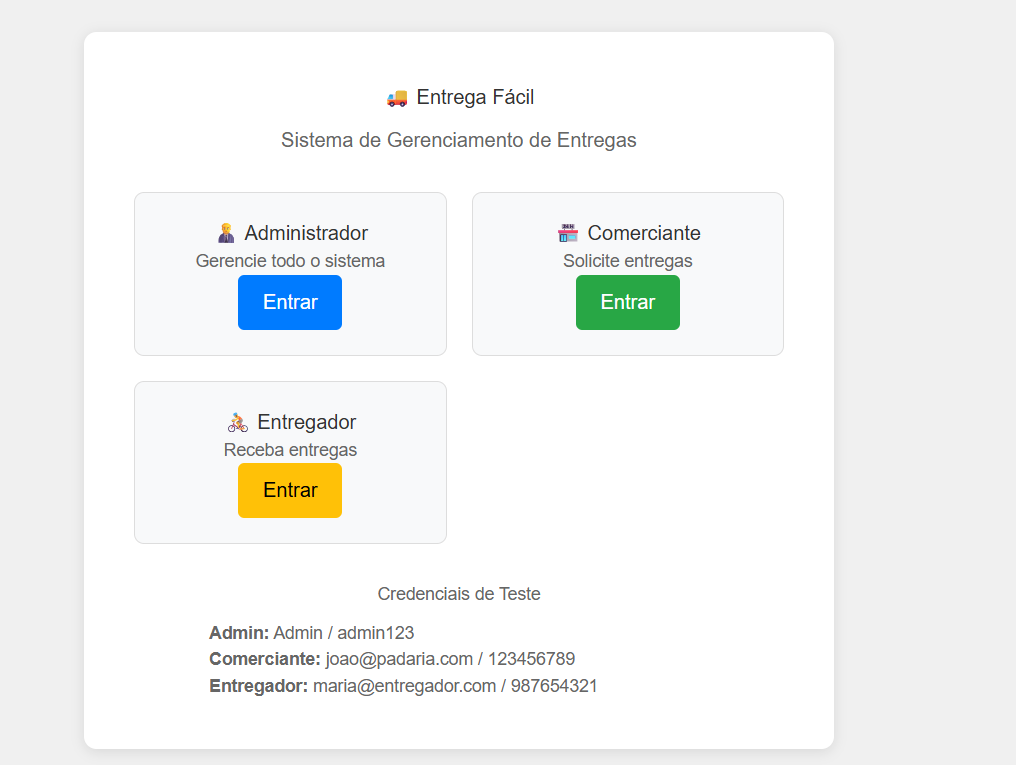 Entrega Fácil
Sistema de Gerenciamento de Entregas
Administrador
Gerencie todo o sistema
Entrar
Comerciante
Solicite entregas
Entrar
Entregador
Receba entregas
Entrar
Credenciais de Teste
Admin: Admin / admin123
Comerciante: joao@padaria.com / 123456789
Entregador: maria@entregador.com / 987654321